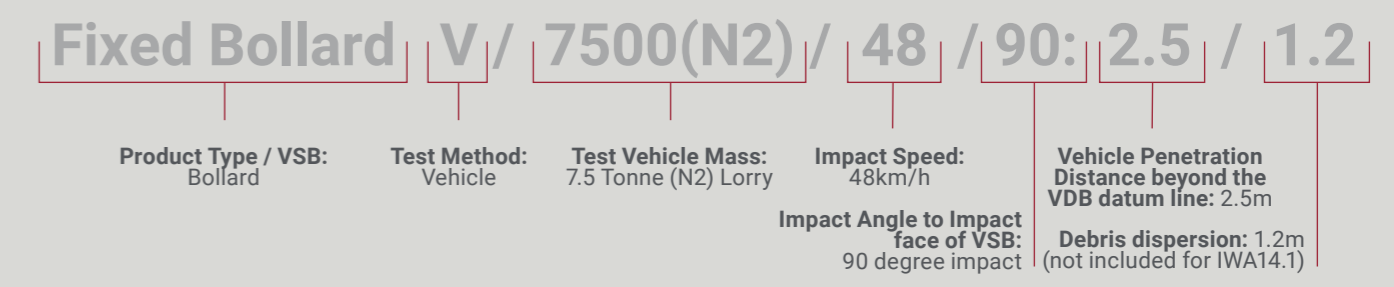 Fixed Bollard V / 7500(N2) / 48 / 90: 2.5 / 1.2
Product Type / VSB:
Bollard
Test Method:
Vehicle
Test Vehicle Mass:
7.5 Tonne (N2) Lorry
Impact Speed:
48km/h
Impact Angle to Impact
face of VSB:
90 degree impact
Vehicle Penetration
Distance beyond the
VDB datum line: 2.5m
Debris dispersion: 1.2m
(not included for IWA14.1)